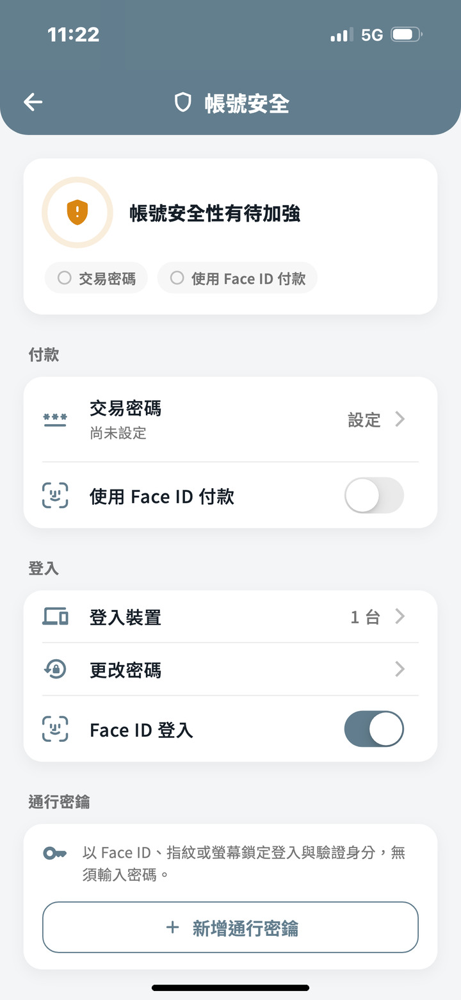 11:22
5G
帳號安全
帳號安全性有待加強
交易密碼
使用 Face ID 付款
付款
交易密碼
尚未設定
設定
使用 Face ID 付款
登入
登入裝置
1 台
更改密碼
Face ID 登入
通行密鑰
以 Face ID、指紋或螢幕鎖定登入與驗證身分，無
須輸入密碼。
+ 新增通行密鑰